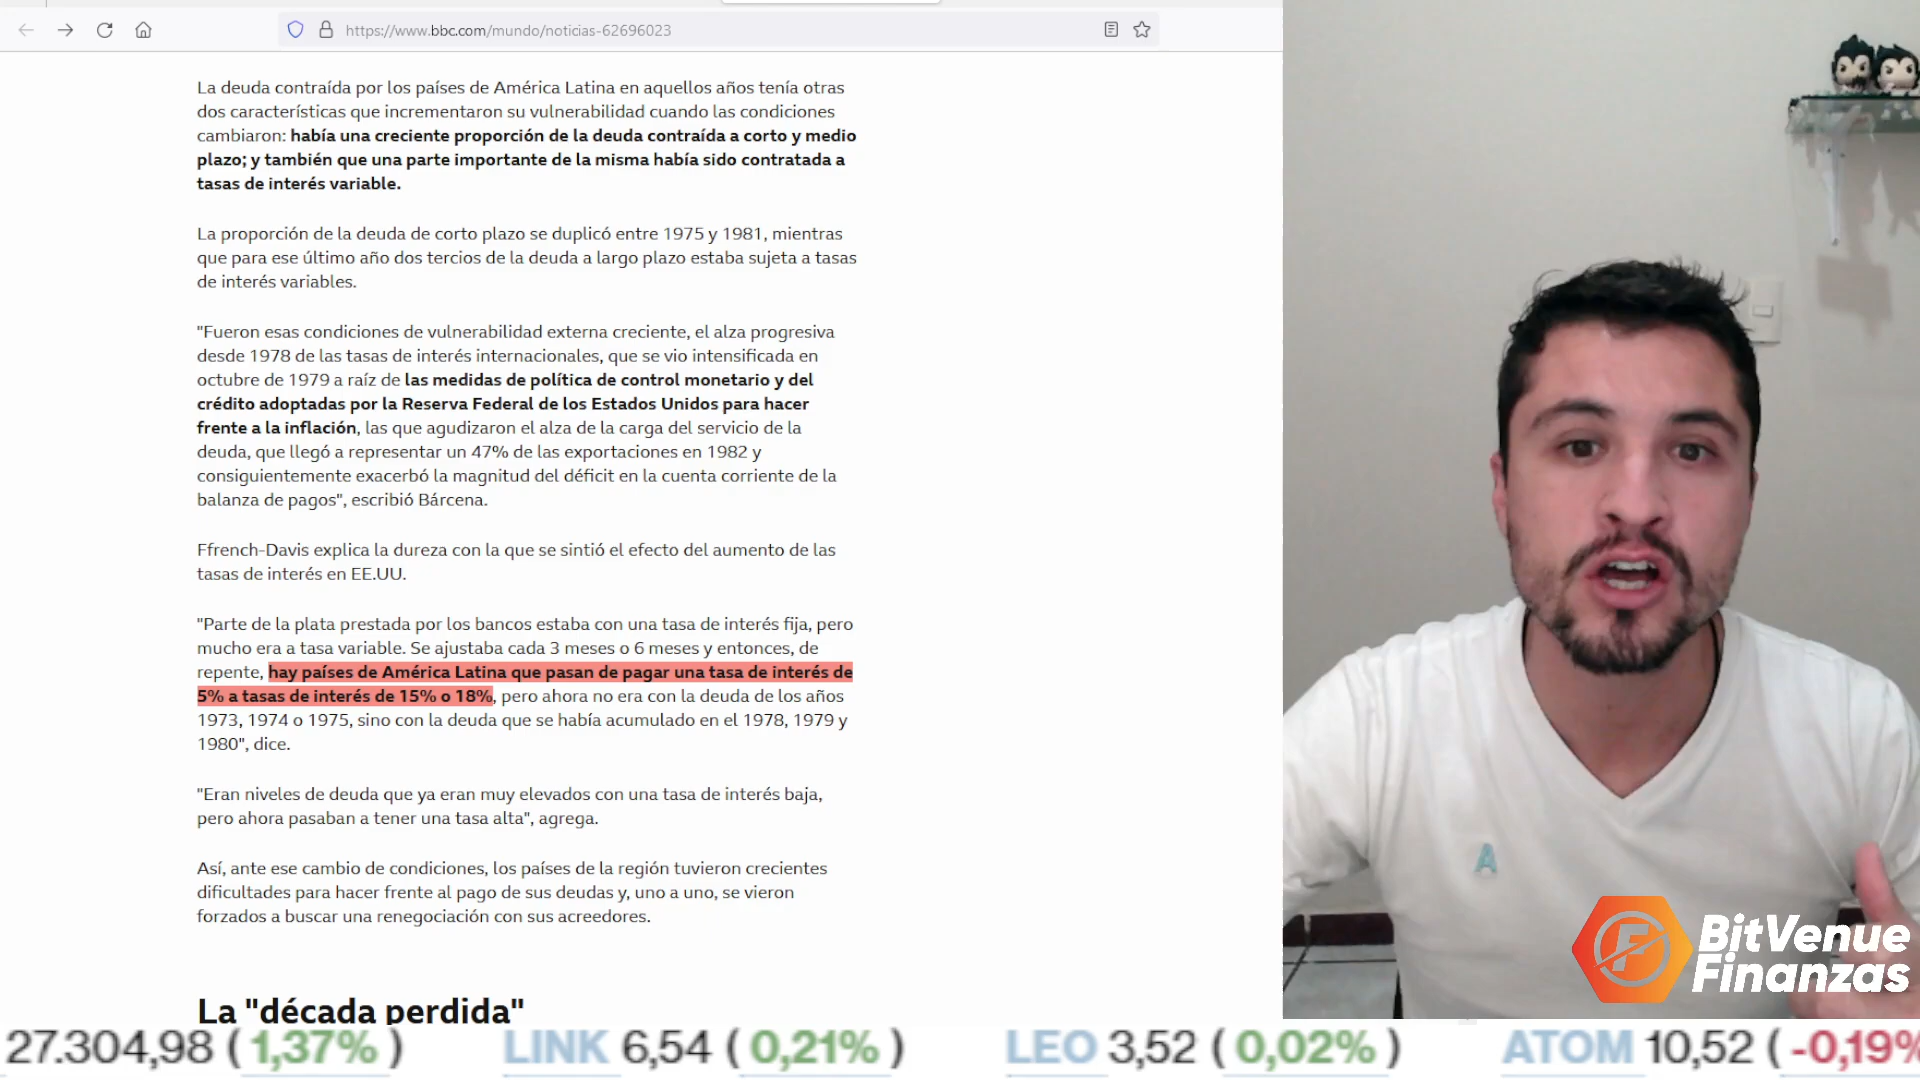 https://www.bbc.com/mundo/noticias-62696023
La deuda contraída por los países de América Latina en aquellos años tenía otras
dos características que incrementaron su vulnerabilidad cuando las condiciones
cambiaron: había una creciente proporción de la deuda contraída a corto y medio
plazo; y también que una parte importante de la misma había sido contratada a
tasas de interés variable.
La proporción de la deuda de corto plazo se duplicó entre 1975 y 1981, mientras
que para ese último año dos tercios de la deuda a largo plazo estaba sujeta a tasas
de interés variables.
"Fueron esas condiciones de vulnerabilidad externa creciente, el alza progresiva
desde 1978 de las tasas de interés internacionales, que se vio intensificada en
octubre de 1979 a raíz de las medidas de política de control monetario y del
crédito adoptadas por la Reserva Federal de los Estados Unidos para hacer
frente a la inflación, las que agudizaron el alza de la carga del servicio de la
deuda, que llegó a representar un 47% de las exportaciones en 1982 y
consiguientemente exacerbó la magnitud del déficit en la cuenta corriente de la
balanza de pagos", escribió Bárcena.
Ffrench-Davis explica la dureza con la que se sintió el efecto del aumento de las
tasas de interés en EE.UU.
"Parte de la plata prestada por los bancos estaba con una tasa de interés fija, pero
mucho era a tasa variable. Se ajustaba cada 3 meses o 6 meses y entonces, de
repente, hay países de América Latina que pasan de pagar una tasa de interés de
5% a tasas de interés de 15% o 18%, pero ahora no era con la deuda de los años
1973, 1974 o 1975, sino con la deuda que se había acumulado en el 1978, 1979 y
1980", dice.
"Eran niveles de deuda que ya eran muy elevados con una tasa de interés baja,
pero ahora pasaban a tener una tasa alta", agrega.
Así, ante ese cambio de condiciones, los países de la región tuvieron crecientes
dificultades para hacer frente al pago de sus deudas y, uno a uno, se vieron
forzados a buscar una renegociación con sus acreedores.
La "década perdida"
A
BitVenue
Finanzas
27.304,98 ( 1,37% ) LINK 6,54 ( 0,21% ) LEO 3,52 ( 0,02% ) ATOM 10,52 ( -0,19%